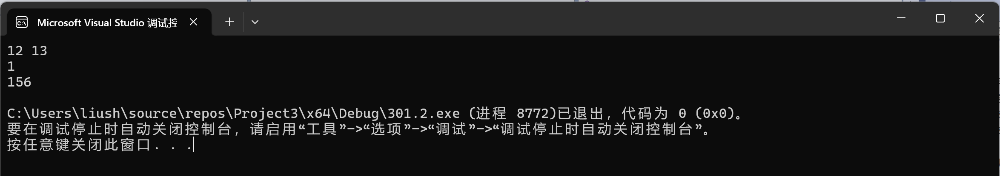 Microsoft Visual Studio 调试控
12 13
1
156
C:\Users\liush\source\repos\Project3\x64\Debug\301.2.exe (进程 8772)已退出，代码为 0 (0x0)。
要在调试停止时自动关闭控制台，请启用“工具”->“选项”->“调试”->“调试停止时自动关闭控制台”。
按任意键关闭此窗口. . .